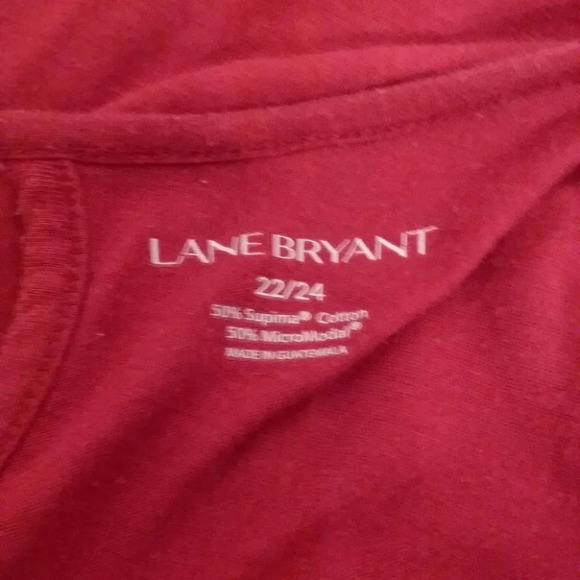 LANE BRYANT
22/24
50% Supima® Cotton
50% MicroModal®
MADE IN GUATEMALA